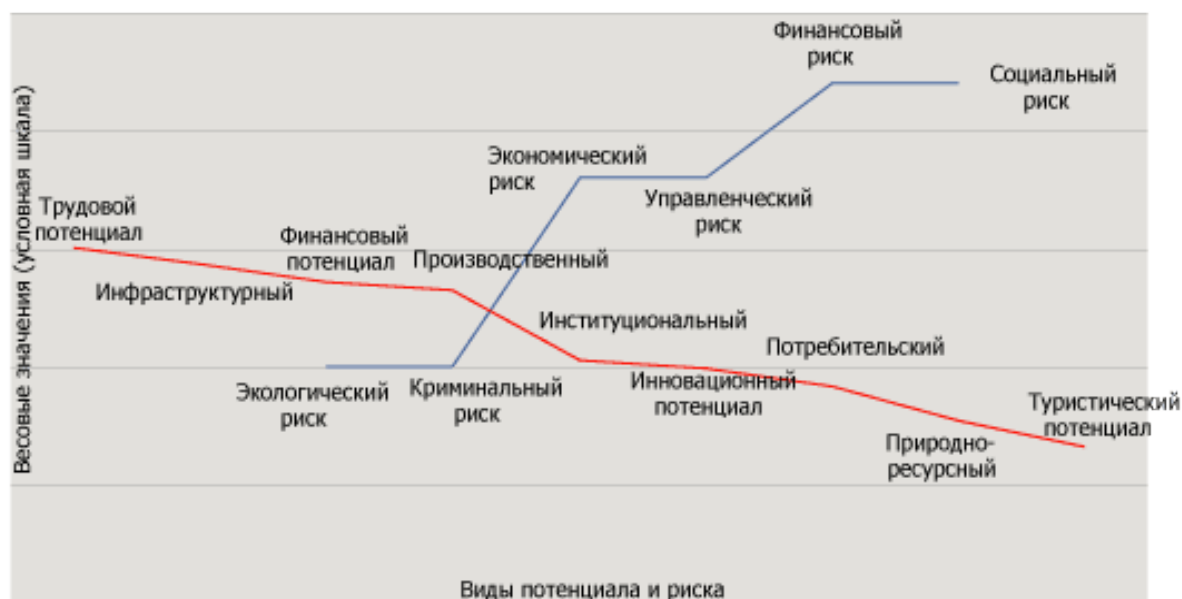 Финансовый
риск
Социальный
риск
Весовые значения (условная шкала)
Экономический
риск
Управленческий
риск
Трудовой
потенциал
Финансовый
потенциал
Производственный
Инфраструктурный
Институциональный
Потребительский
Экологический
риск
Криминальный
риск
Инновационный
потенциал
Туристический
потенциал
Природно-
ресурсный
Виды потенциала и риска